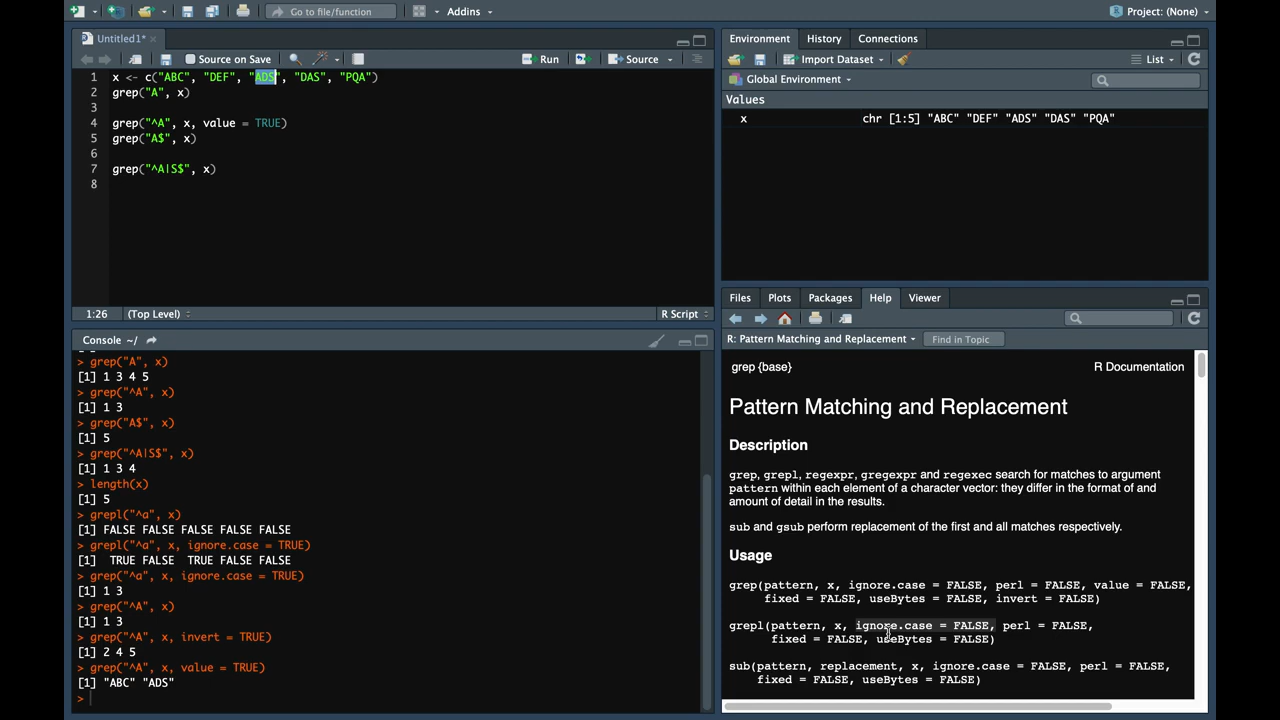 Go to file/function
Addins
Project: (None)
Untitled1*
Source on Save
Run
Source
1 x <- c("ABC", "DEF", "ADS", "DAS", "PQA")
2 grep("A", x)
3
4 grep("^A", x, value = TRUE)
5 grep("A$", x)
6
7 grep("^A|S$", x)
8
1:26 (Top Level) R Script
Console ~/
> grep("A", x)
[1] 1 3 4 5
> grep("^A", x)
[1] 1 3
> grep("A$", x)
[1] 5
> grep("^A|S$", x)
[1] 1 3 4
> length(x)
[1] 5
> grepl("^a", x)
[1] FALSE FALSE FALSE FALSE FALSE
> grepl("^a", x, ignore.case = TRUE)
[1]  TRUE FALSE  TRUE FALSE FALSE
> grep("^a", x, ignore.case = TRUE)
[1] 1 3
> grep("^A", x)
[1] 1 3
> grep("^A", x, invert = TRUE)
[1] 2 4 5
> grep("^A", x, value = TRUE)
[1] "ABC" "ADS"
>
Environment History Connections
Import Dataset
List
Global Environment
Values
x chr [1:5] "ABC" "DEF" "ADS" "DAS" "PQA"
Files Plots Packages Help Viewer
R: Pattern Matching and Replacement
Find in Topic
grep {base} R Documentation
Pattern Matching and Replacement
Description
grep, grepl, regexpr, gregexpr and regexec search for matches to argument
pattern within each element of a character vector: they differ in the format of and
amount of detail in the results.
sub and gsub perform replacement of the first and all matches respectively.
Usage
grep(pattern, x, ignore.case = FALSE, perl = FALSE, value = FALSE,
fixed = FALSE, useBytes = FALSE, invert = FALSE)
grepl(pattern, x, ignore.case = FALSE, perl = FALSE,
fixed = FALSE, useBytes = FALSE)
sub(pattern, replacement, x, ignore.case = FALSE, perl = FALSE,
fixed = FALSE, useBytes = FALSE)